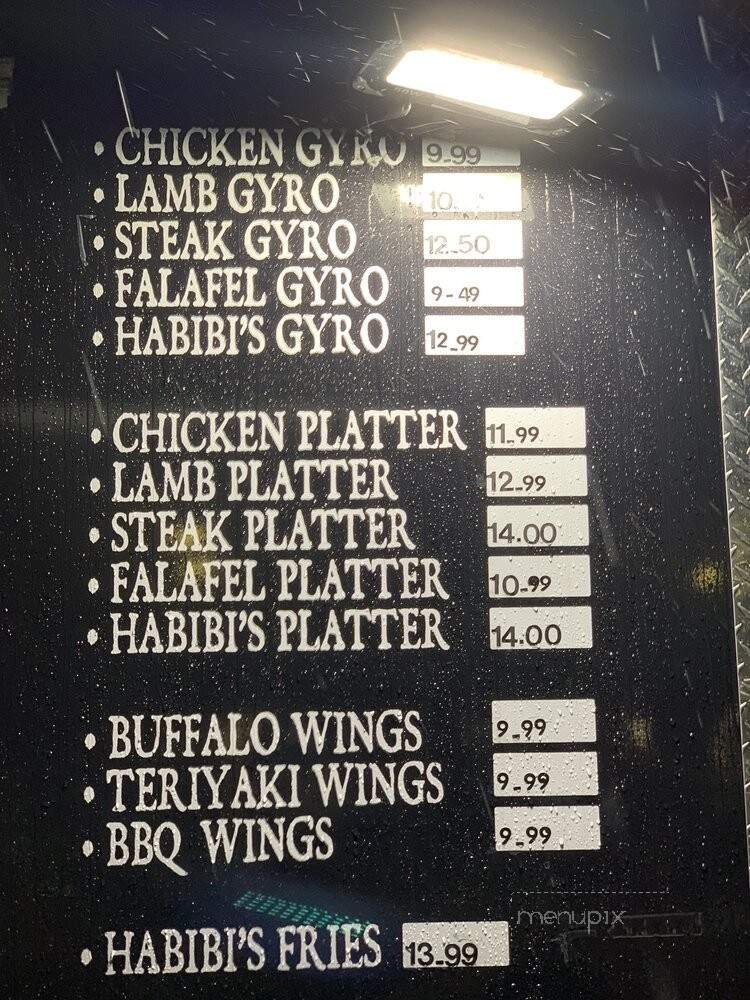 • CHICKEN GYRO 9-99
• LAMB GYRO 10.
• STEAK GYRO 12-50
• FALAFEL GYRO 9-49
• HABIBI'S GYRO 12-99
• CHICKEN PLATTER 11-99
• LAMB PLATTER 12-99
• STEAK PLATTER 14.00
• FALAFEL PLATTER 10-99
• HABIBI'S PLATTER 14.00
• BUFFALO WINGS 9-99
• TERIYAKI WINGS 9-99
• BBQ WINGS 9-99
menupix
• HABIBI'S FRIES 13-99